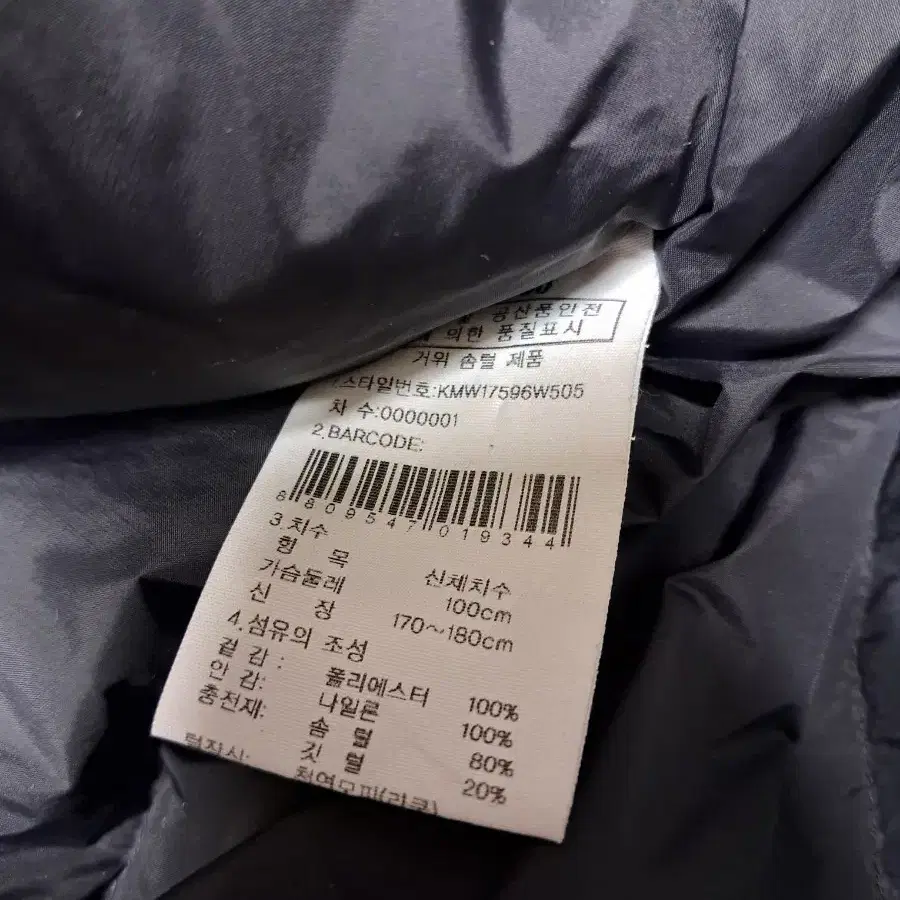 공산품안전
의한 품질표시
거위 솜털 제품
1.스타일번호:KMW17596W505
차 수:0000001
2.BARCODE:
8809547019344
3.치수
항 목 신체치수
가슴둘레 100cm
신 장 170~180cm
4.섬유의 조성
겉 감: 폴리에스터 100%
안 감: 나일론 100%
충전재: 솜 털 80%
깃 털 20%
털장식: 천연모피(라쿤)